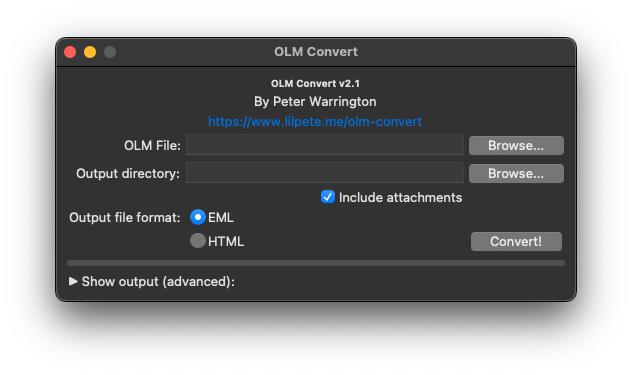 OLM Convert
OLM Convert v2.1
By Peter Warrington
https://www.lilpete.me/olm-convert
OLM File: Browse...
Output directory: Browse...
Include attachments
Output file format: EML
HTML Convert!
Show output (advanced):